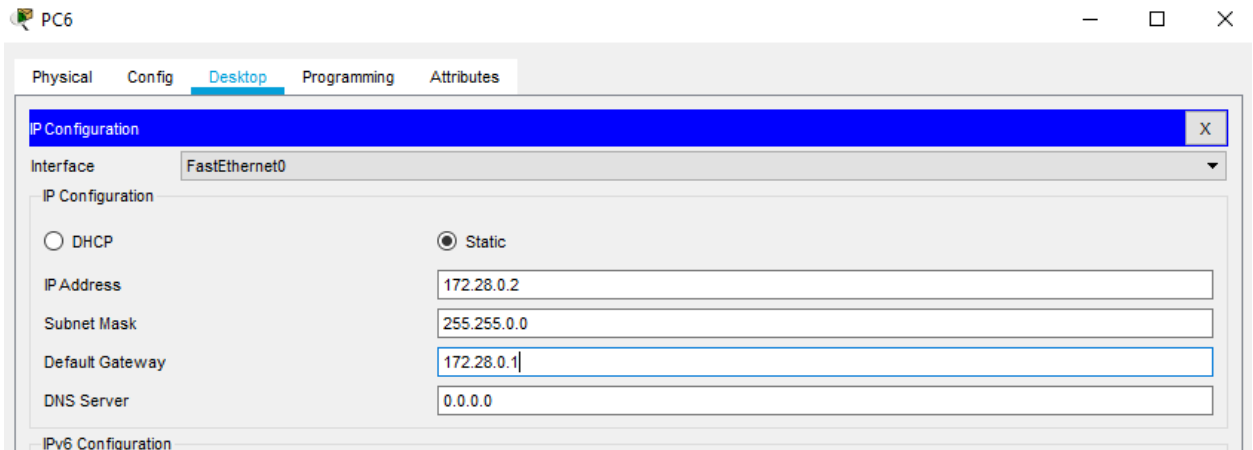 PC6
Physical Config Desktop Programming Attributes
IP Configuration X
Interface FastEthernet0
IP Configuration
DHCP Static
IP Address 172.28.0.2
Subnet Mask 255.255.0.0
Default Gateway 172.28.0.1
DNS Server 0.0.0.0
IPv6 Configuration